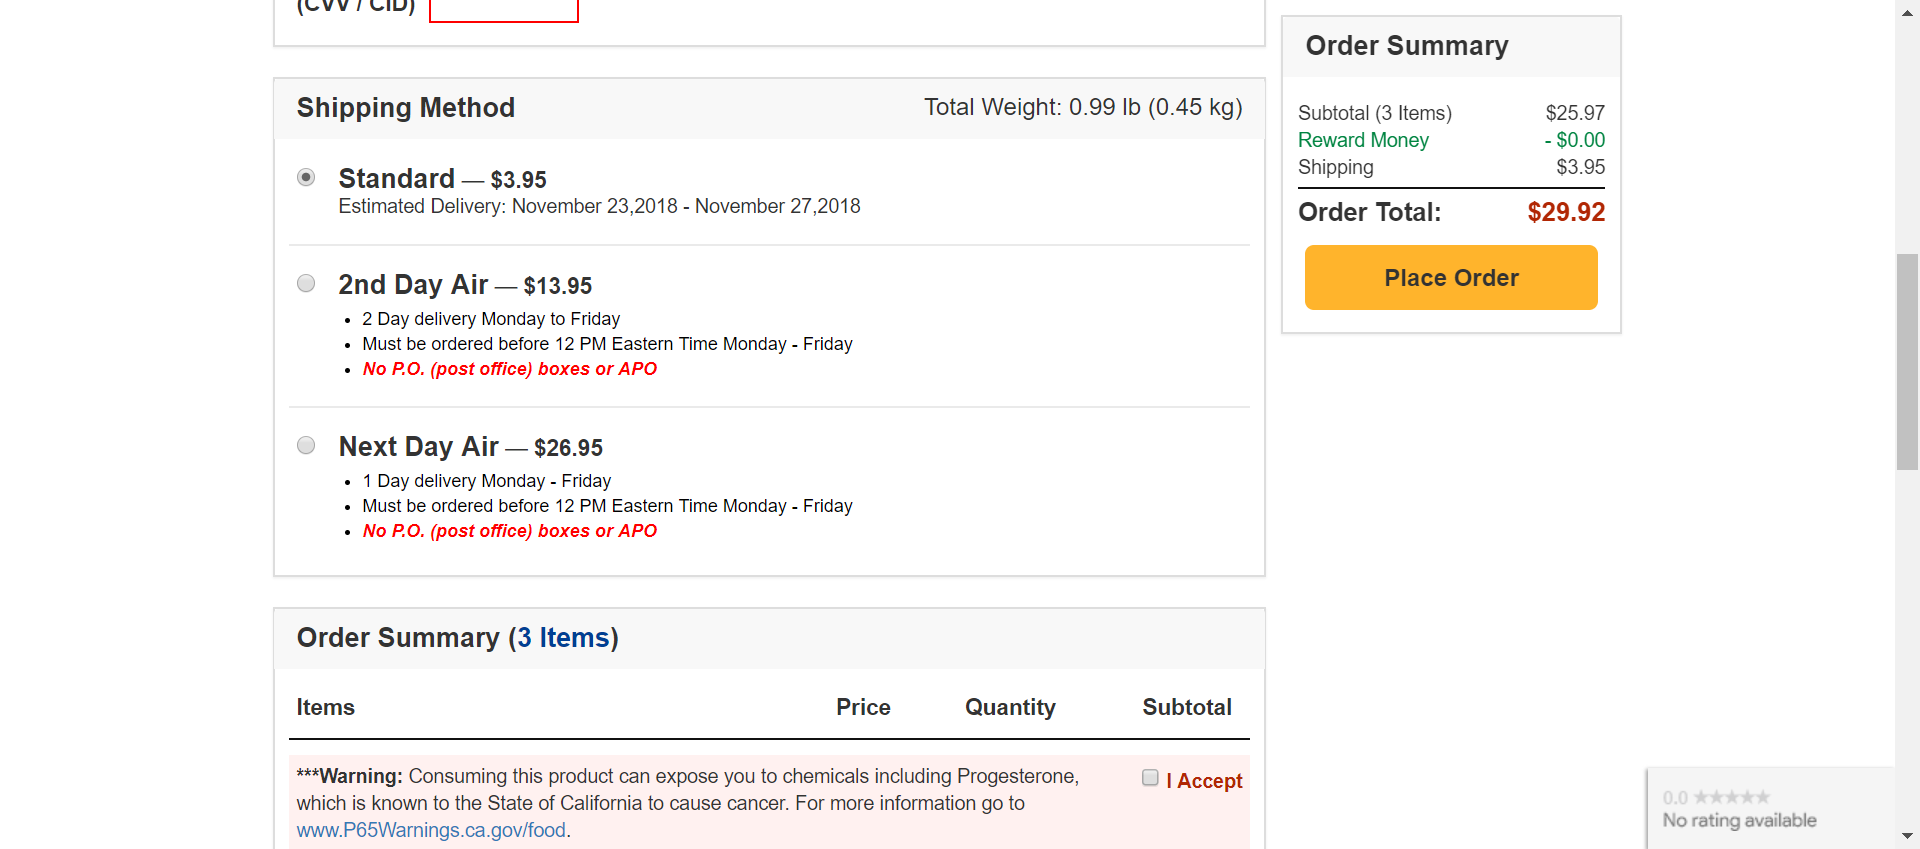 (CVV / CID)
Shipping Method
Total Weight: 0.99 lb (0.45 kg)
Standard — $3.95
Estimated Delivery: November 23,2018 - November 27,2018
2nd Day Air — $13.95
2 Day delivery Monday to Friday
Must be ordered before 12 PM Eastern Time Monday - Friday
No P.O. (post office) boxes or APO
Next Day Air — $26.95
1 Day delivery Monday - Friday
Must be ordered before 12 PM Eastern Time Monday - Friday
No P.O. (post office) boxes or APO
Order Summary (3 Items)
Items Price Quantity Subtotal
***Warning: Consuming this product can expose you to chemicals including Progesterone,
which is known to the State of California to cause cancer. For more information go to
www.P65Warnings.ca.gov/food.
I Accept
Order Summary
Subtotal (3 Items) $25.97
Reward Money - $0.00
Shipping $3.95
Order Total: $29.92
Place Order
0.0 ★★★★★
No rating available